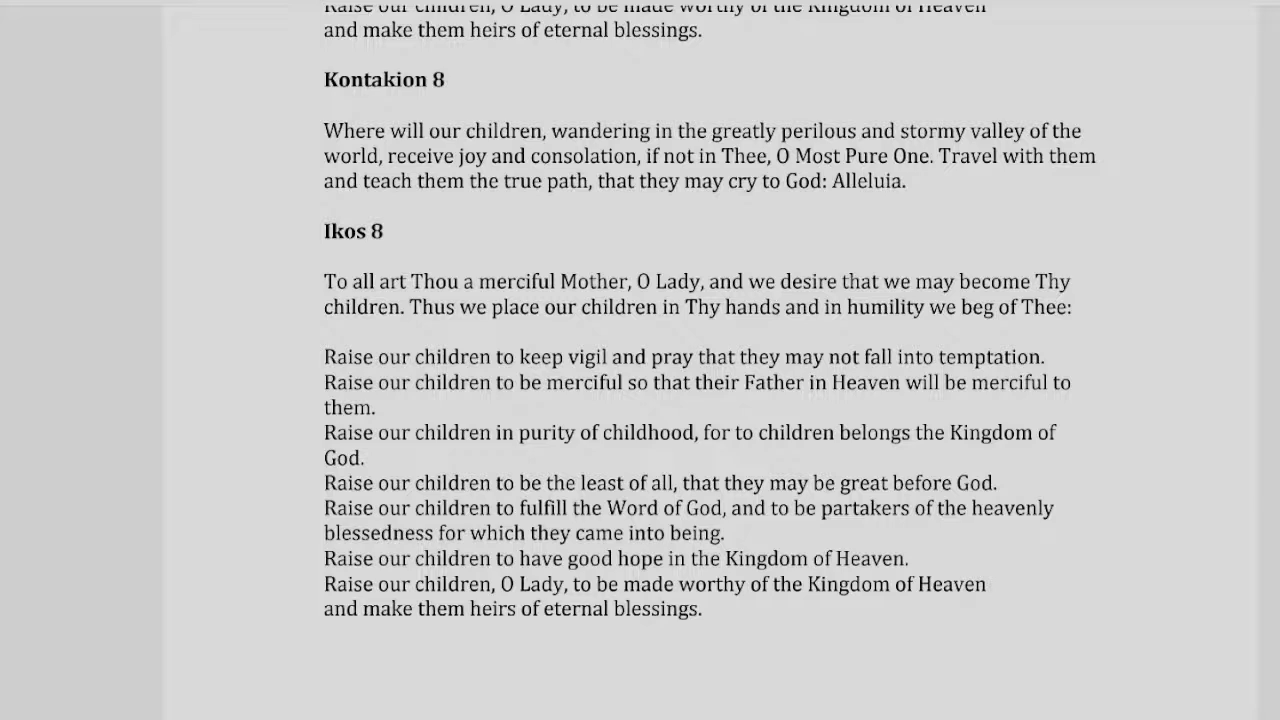 Raise our children, O Lady, to be made worthy of the Kingdom of Heaven
and make them heirs of eternal blessings.
Kontakion 8
Where will our children, wandering in the greatly perilous and stormy valley of the
world, receive joy and consolation, if not in Thee, O Most Pure One. Travel with them
and teach them the true path, that they may cry to God: Alleluia.
Ikos 8
To all art Thou a merciful Mother, O Lady, and we desire that we may become Thy
children. Thus we place our children in Thy hands and in humility we beg of Thee:
Raise our children to keep vigil and pray that they may not fall into temptation.
Raise our children to be merciful so that their Father in Heaven will be merciful to
them.
Raise our children in purity of childhood, for to children belongs the Kingdom of
God.
Raise our children to be the least of all, that they may be great before God.
Raise our children to fulfill the Word of God, and to be partakers of the heavenly
blessedness for which they came into being.
Raise our children to have good hope in the Kingdom of Heaven.
Raise our children, O Lady, to be made worthy of the Kingdom of Heaven
and make them heirs of eternal blessings.